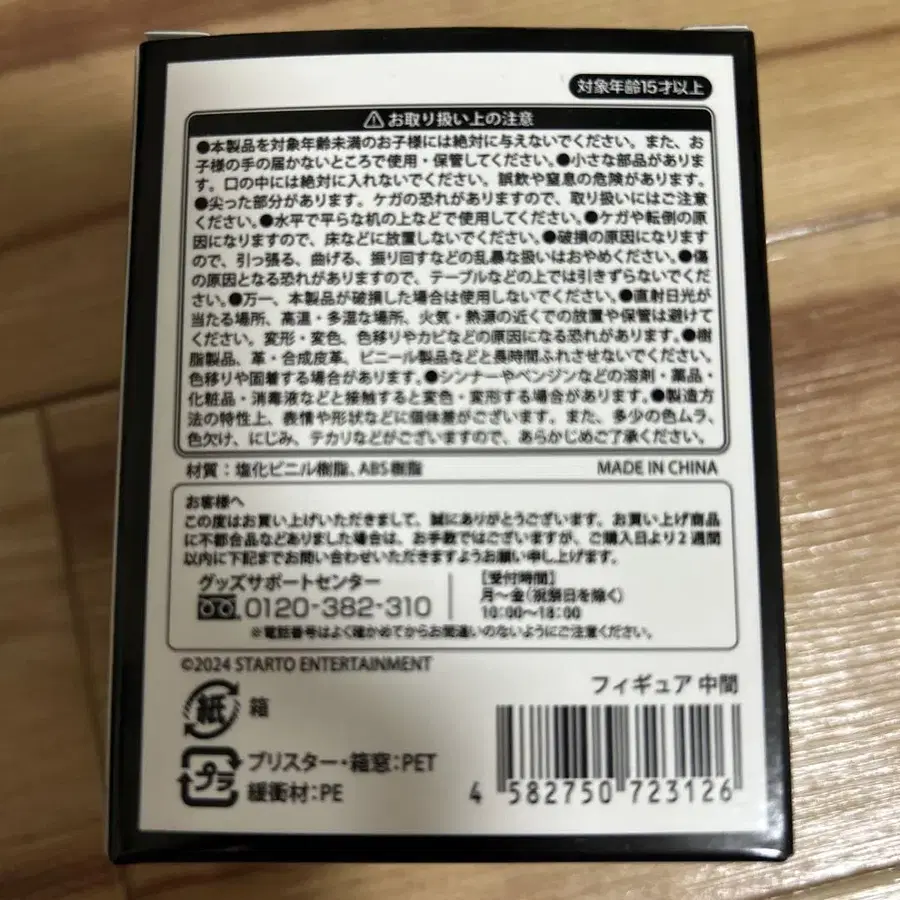 対象年齢15才以上
⚠お取り扱い上の注意
●本製品を対象年齢未満のお子様には絶対に与えないでください。また、お
子様の手の届かないところで使用・保管してください。●小さな部品がありま
す。口の中には絶対に入れないでください。誤飲や窒息の危険があります。
●尖った部分があります。ケガの恐れがありますので、取り扱いにはご注意
ください。●水平で平らな机の上などで使用してください。●ケガや転倒の原
因になりますので、床などに放置しないでください。●破損の原因になります
ので、引っ張る、曲げる、振り回すなどの乱暴な扱いはおやめください。●傷
の原因となる恐れがありますので、テーブルなどの上では引きずらないでくだ
さい。●万一、本製品が破損した場合は使用しないでください。●直射日光が
当たる場所、高温・多湿な場所、火気・熱源の近くでの放置や保管は避けて
ください。変形・変色、色移りやカビなどの原因になる恐れがあります。●樹
脂製品、革・合成皮革、ビニール製品などと長時間ふれさせないでください。
色移りや固着する場合があります。●シンナーやベンジンなどの溶剤・薬品・
化粧品・消毒液などと接触すると変色・変形する場合があります。●製造方
法の特性上、表情や形状などに個体差がございます。また、多少の色ムラ、
色欠け、にじみ、テカリなどがございますので、あらかじめご了承ください。
材質：塩化ビニル樹脂、ABS樹脂 MADE IN CHINA
お客様へ
この度はお買い上げいただきまして、誠にありがとうございます。お買い上げ商品
に不都合品などありました場合は、お手数ではございますが、ご購入日より2週間
以内に下記までお問い合わせいただきますようお願い申し上げます。
グッズサポートセンター
0120-382-310
【受付時間】
月～金(祝祭日を除く)
10:00～18:00
※電話番号はよく確かめてからお間違いのないようにご注意ください。
©2024 STARTO ENTERTAINMENT
フィギュア 中間
紙 箱
プラ ブリスター・箱窓:PET
緩衝材:PE
4 582750 723126